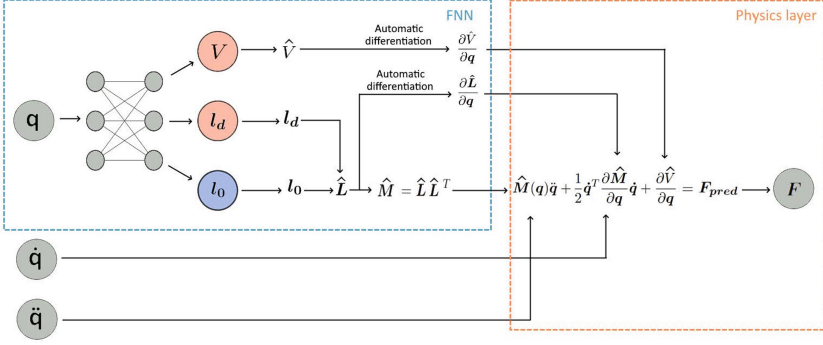 FNN
Physics layer
Automatic
differentiation
V
V̂
∂V̂/∂q
Automatic
differentiation
∂L̂/∂q
q
l_d
l_d
l_0
l_0
L̂
M̂ = L̂ L̂^T
M̂(q)q̈ + 1/2 q̇^T ∂M̂/∂q q̇ + ∂V̂/∂q = F_pred
F
q̇
q̈